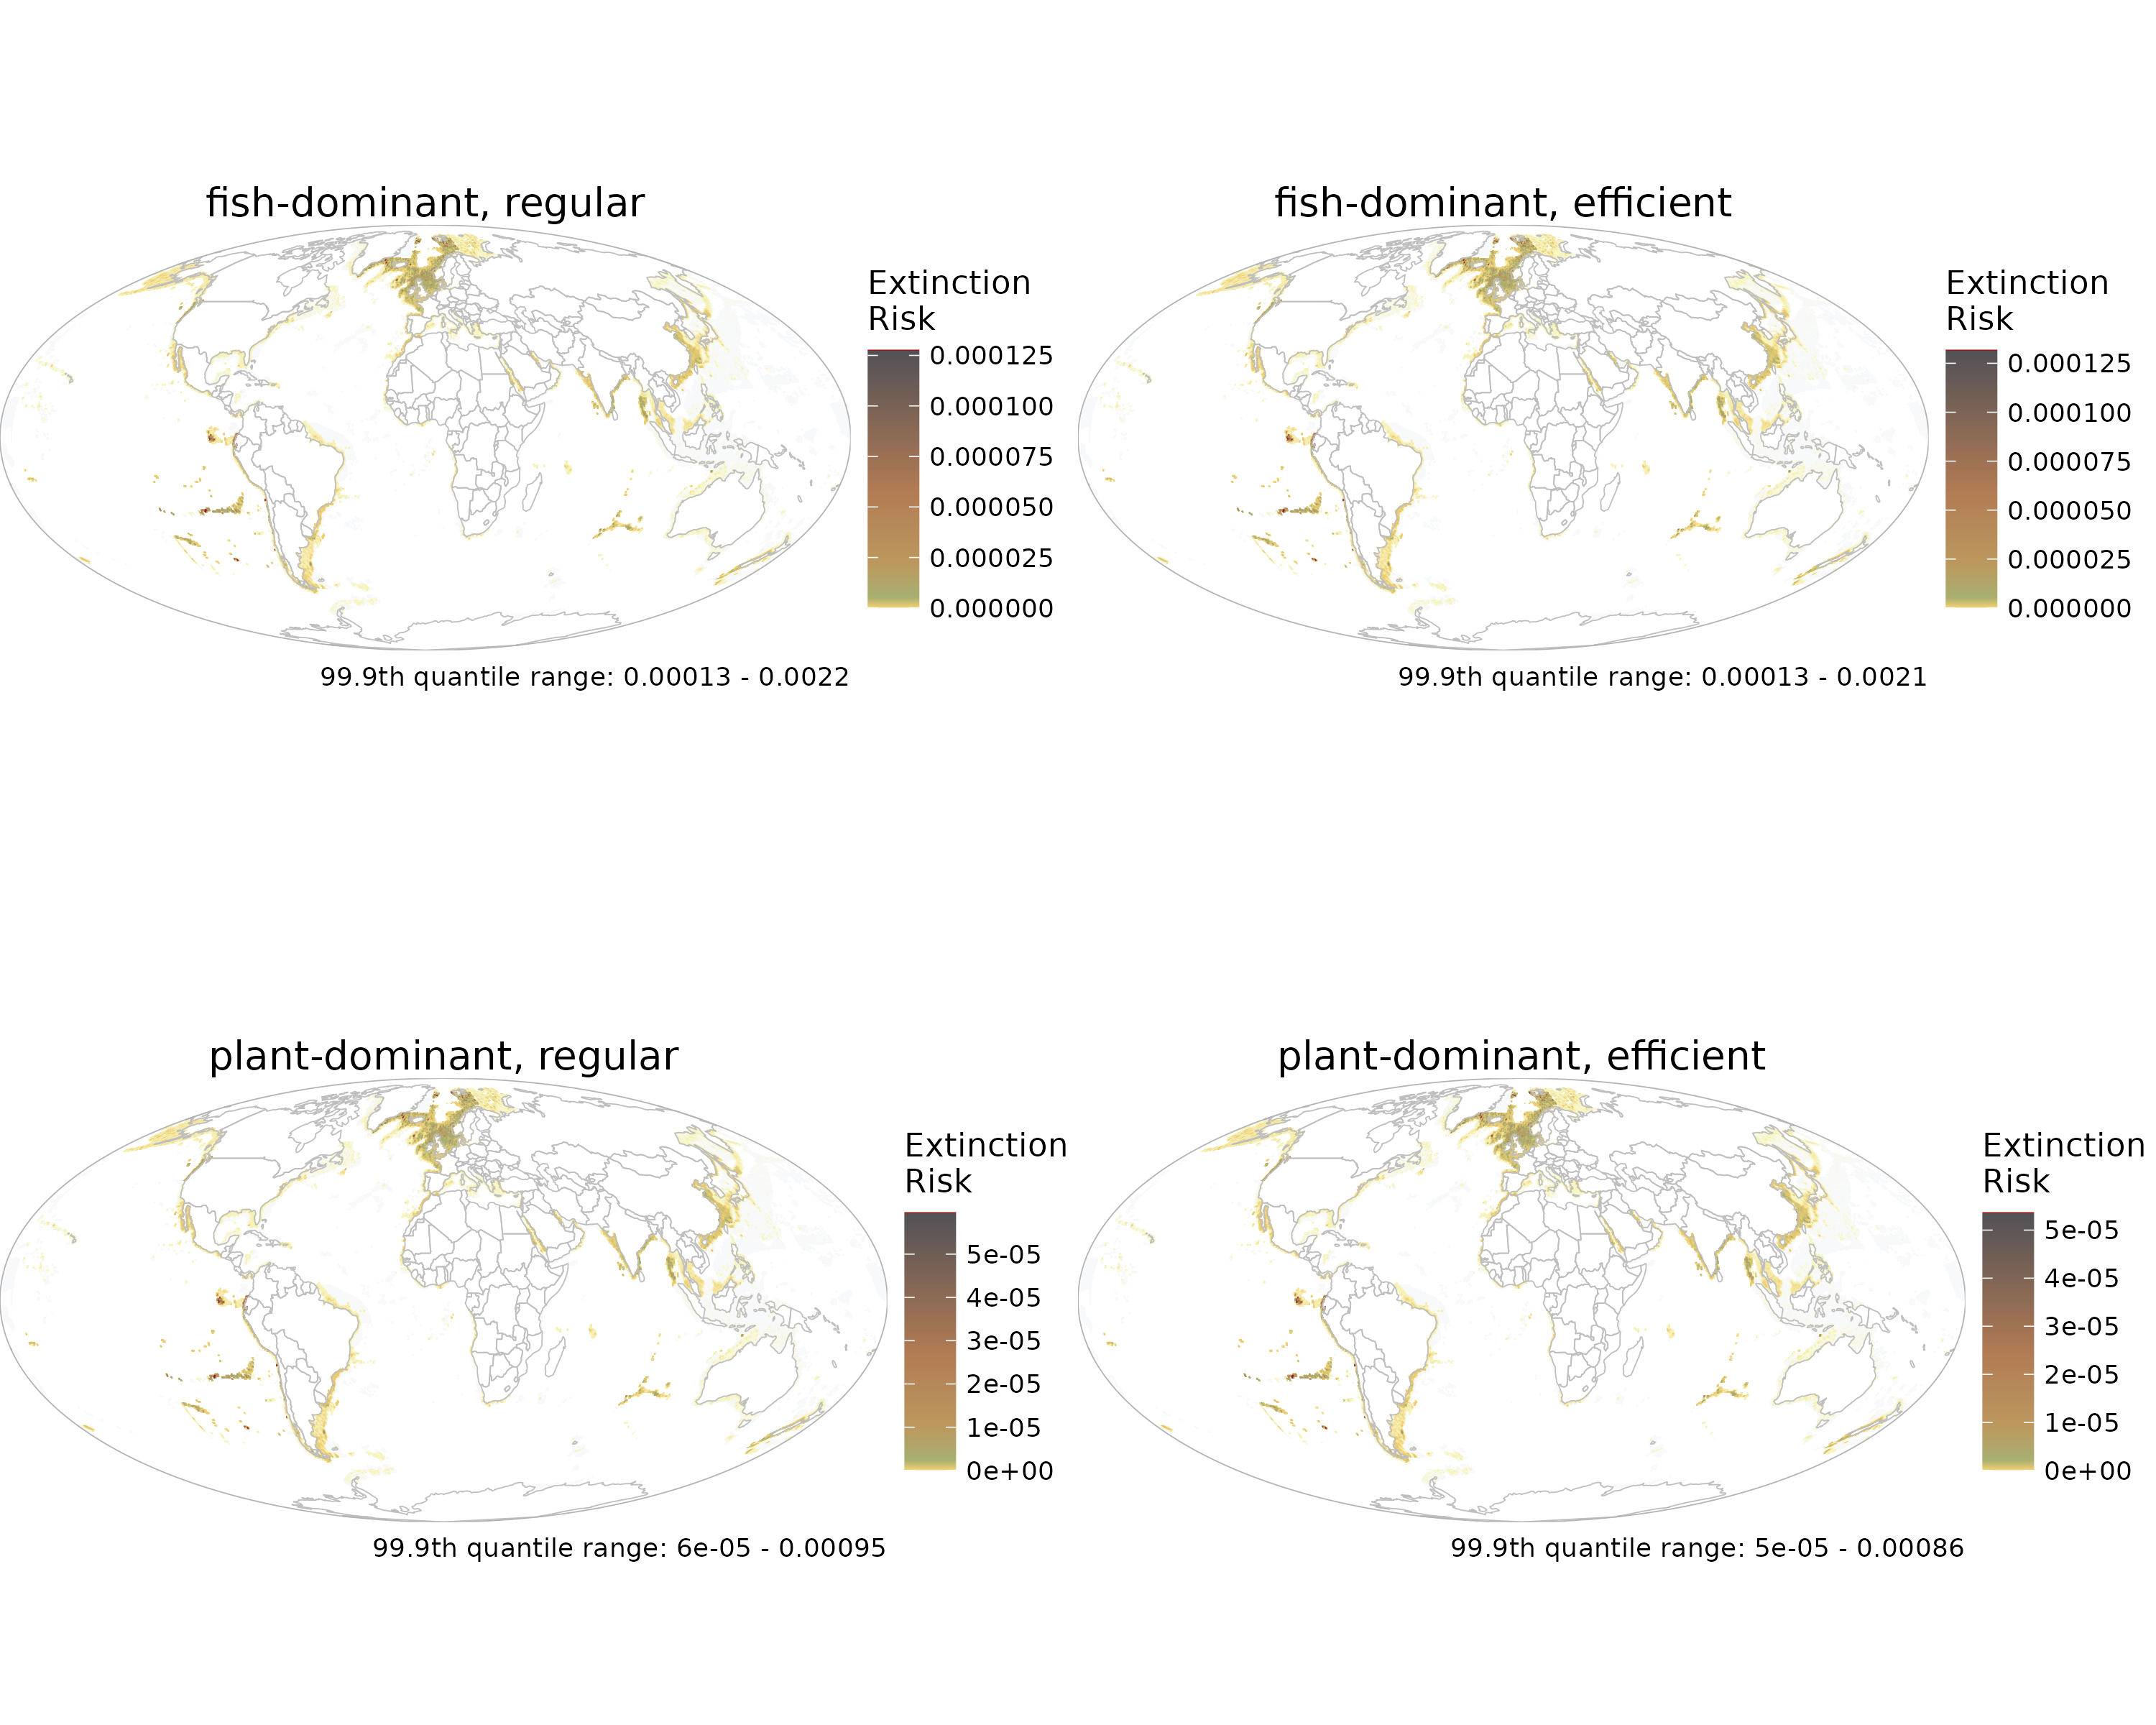 fish-dominant, regular
Extinction
Risk
0.000125
0.000100
0.000075
0.000050
0.000025
0.000000
99.9th quantile range: 0.00013 - 0.0022
fish-dominant, efficient
Extinction
Risk
0.000125
0.000100
0.000075
0.000050
0.000025
0.000000
99.9th quantile range: 0.00013 - 0.0021
plant-dominant, regular
Extinction
Risk
5e-05
4e-05
3e-05
2e-05
1e-05
0e+00
99.9th quantile range: 6e-05 - 0.00095
plant-dominant, efficient
Extinction
Risk
5e-05
4e-05
3e-05
2e-05
1e-05
0e+00
99.9th quantile range: 5e-05 - 0.00086